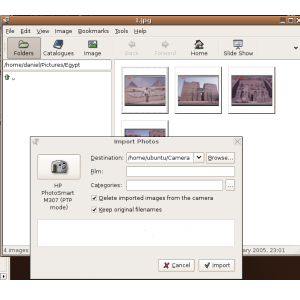 1.jpg
File Edit View Image Bookmarks Tools Help
Folders Catalogues Image Back Forward Home Slide Show
/home/daniel/Pictures/Egypt
..
Import Photos
Destination: /home/ubuntu/Camera Browse...
Film:
Categories: ...
HP
PhotoSmart
M307 (PTP
mode)
Delete imported images from the camera
Keep original filenames
4 images
ary 2005, 23:01
Cancel Import